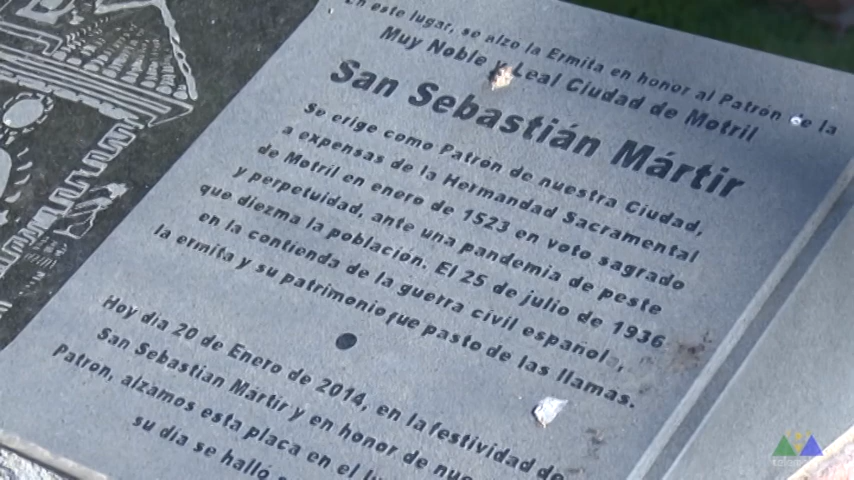 En este lugar, se hizo la Ermita en honor al Patrón de la
Muy Noble y Leal Ciudad de Motril
San Sebastián Mártir
Se erige como Patrón de nuestra Ciudad,
a expensas de la Hermandad Sacramental
de Motril en enero de 1523 en voto sagrado
y perpetuidad, ante una pandemia de peste
que diezma la población. El 25 de julio de 1936
en la contienda de la guerra civil española,
la ermita y su patrimonio fue pasto de las llamas.
Hoy dia 20 de Enero de 2014, en la festividad de
San Sebastian Mártir y en honor de
Patrón, alzamos esta placa en el
su dia se halló